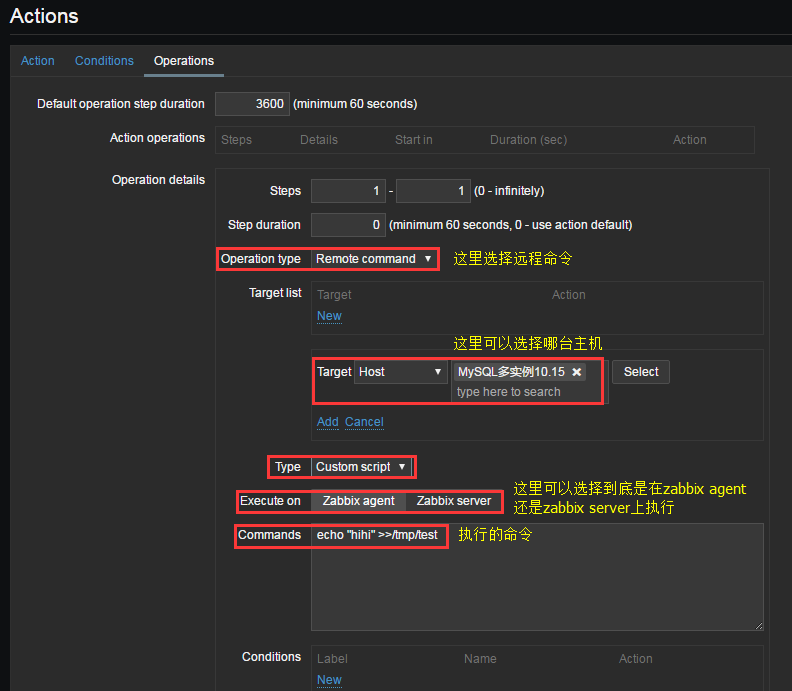 Actions
Action Conditions Operations
Default operation step duration 3600 (minimum 60 seconds)
Action operations Steps Details Start in Duration (sec) Action
Operation details
Steps 1 - 1 (0 - infinitely)
Step duration 0 (minimum 60 seconds, 0 - use action default)
Operation type Remote command 这里选择远程命令
Target list Target Action
New
这里可以选择哪台主机
Target Host MySQL多实例10.15 Select
type here to search
Add Cancel
Type Custom script
Execute on Zabbix agent Zabbix server
这里可以选择到底是在zabbix agent
还是zabbix server上执行
Commands echo "hihi" >>/tmp/test 执行的命令
Conditions Label Name Action
New